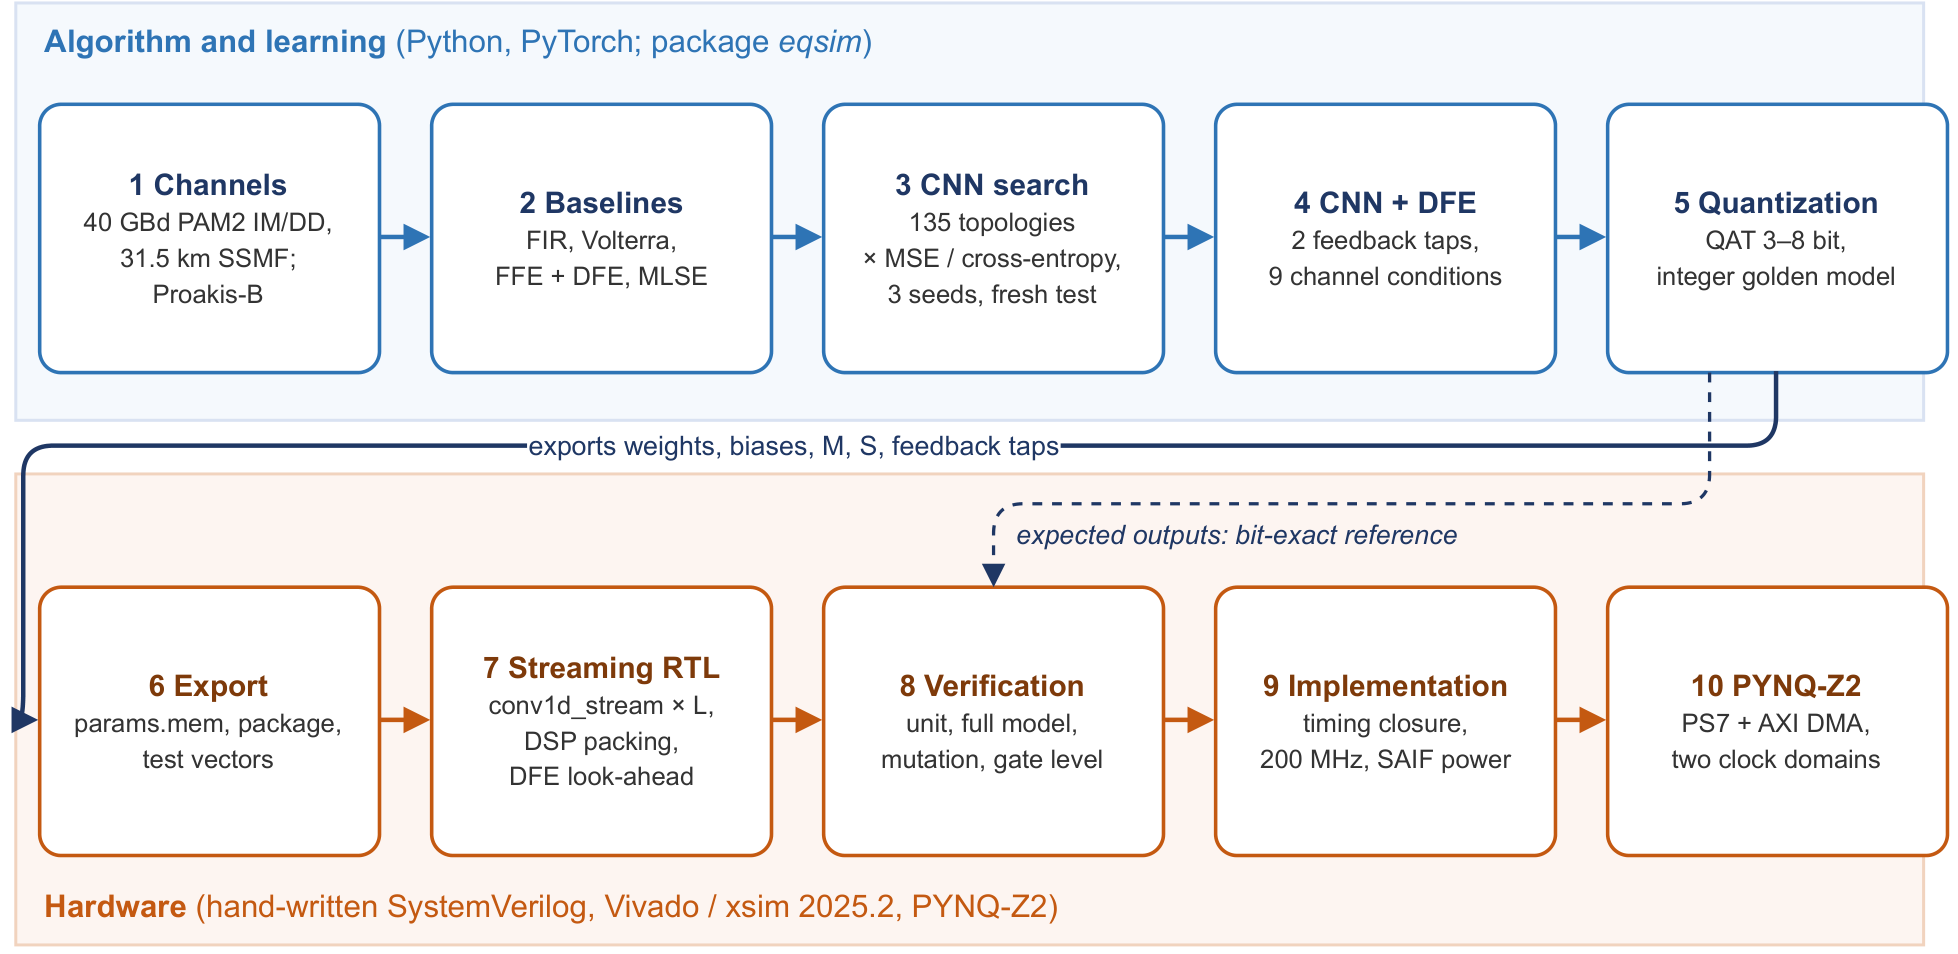 Algorithm and learning (Python, PyTorch; package eqsim)
1 Channels
40 GBd PAM2 IM/DD,
31.5 km SSMF;
Proakis-B
2 Baselines
FIR, Volterra,
FFE + DFE, MLSE
3 CNN search
135 topologies
× MSE / cross-entropy,
3 seeds, fresh test
4 CNN + DFE
2 feedback taps,
9 channel conditions
5 Quantization
QAT 3–8 bit,
integer golden model
exports weights, biases, M, S, feedback taps
expected outputs: bit-exact reference
6 Export
params.mem, package,
test vectors
7 Streaming RTL
conv1d_stream × L,
DSP packing,
DFE look-ahead
8 Verification
unit, full model,
mutation, gate level
9 Implementation
timing closure,
200 MHz, SAIF power
10 PYNQ-Z2
PS7 + AXI DMA,
two clock domains
Hardware (hand-written SystemVerilog, Vivado / xsim 2025.2, PYNQ-Z2)